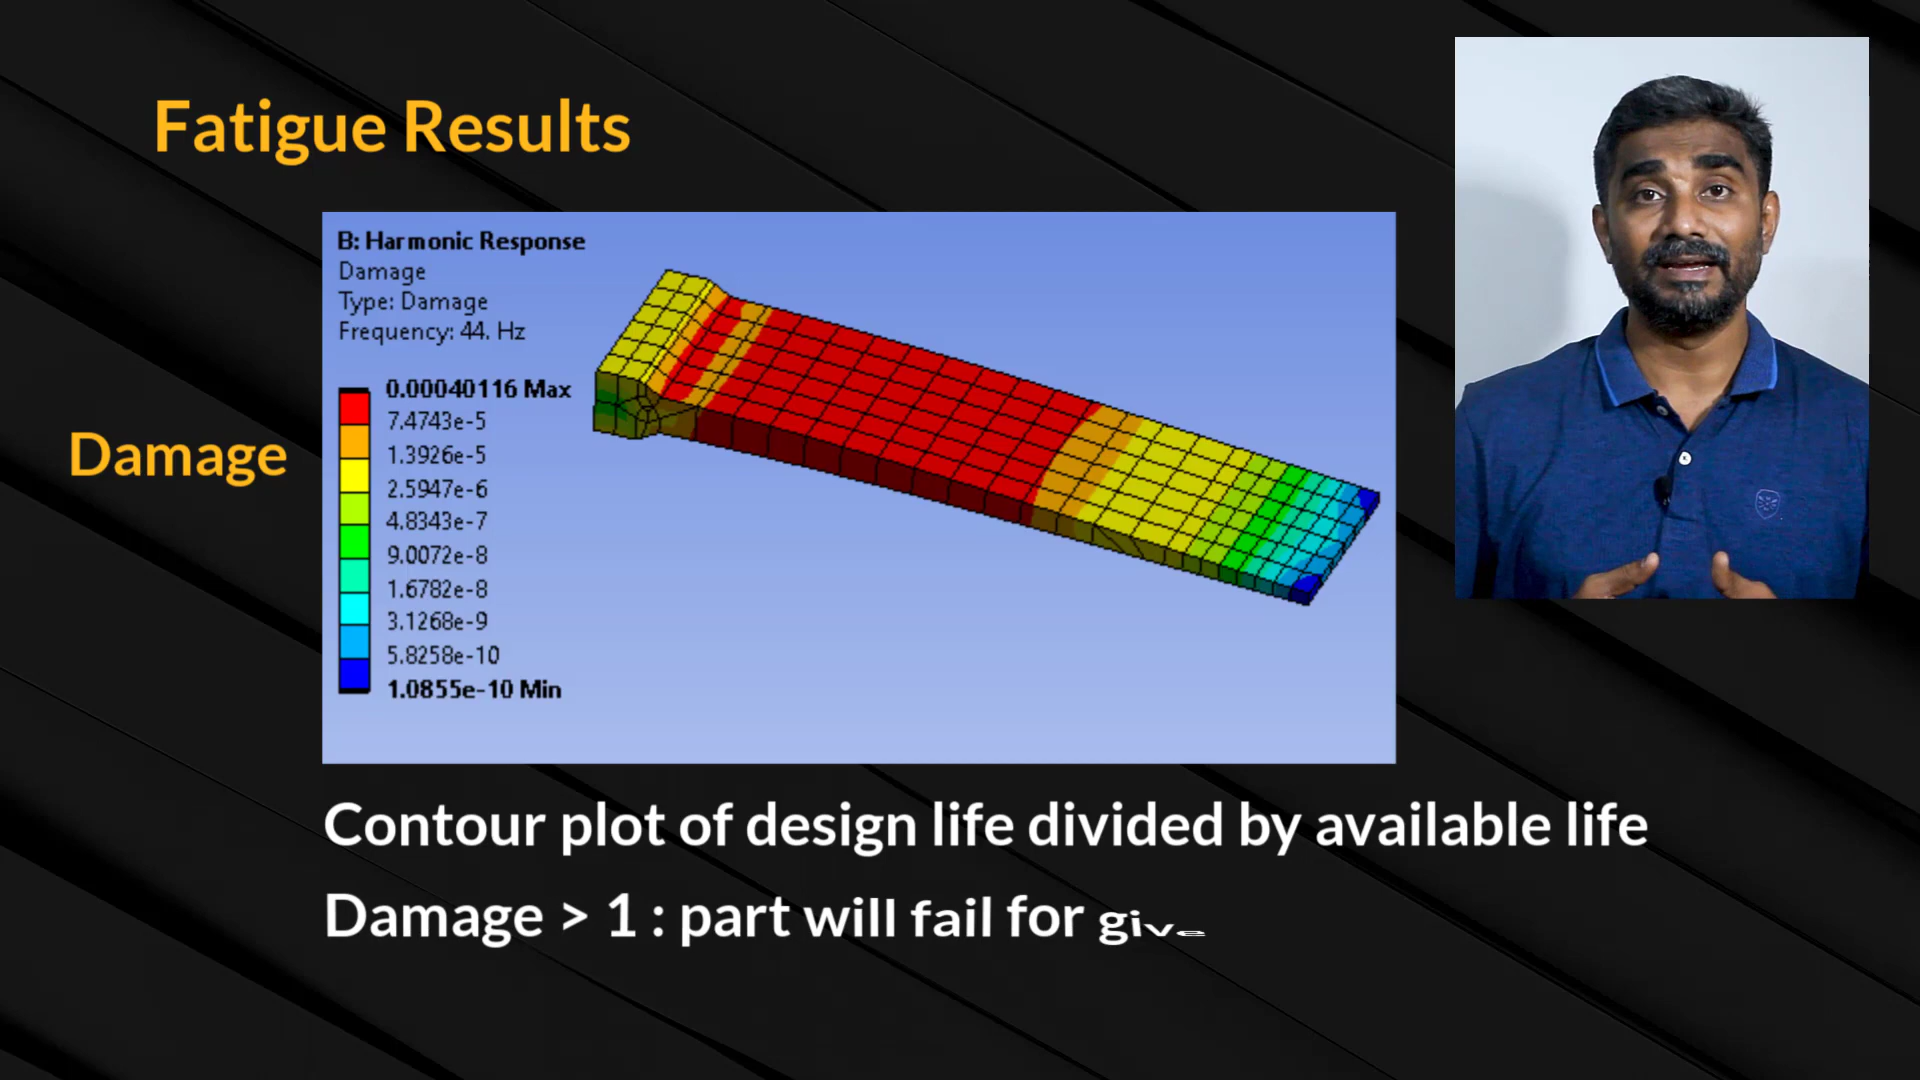 Fatigue Results
B: Harmonic Response
Damage
Type: Damage
Frequency: 44. Hz
0.00040116 Max
7.4743e-5
1.3926e-5
2.5947e-6
4.8343e-7
9.0072e-8
1.6782e-8
3.1268e-9
5.8258e-10
1.0855e-10 Min
Damage
Contour plot of design life divided by available life
Damage > 1 : part will fail for give